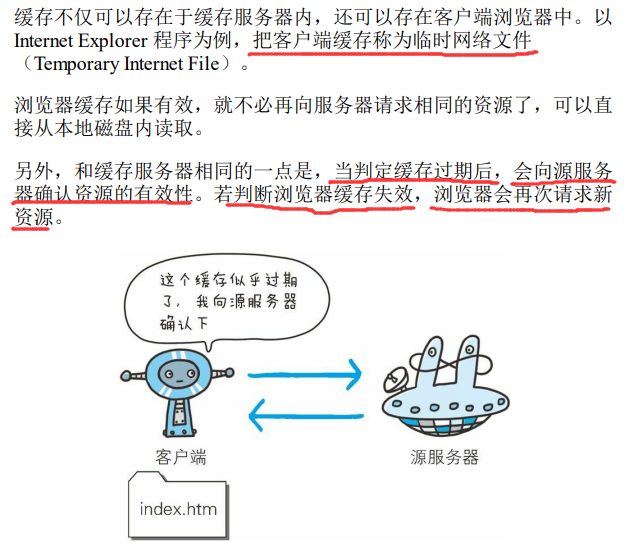 缓存不仅可以存在于缓存服务器内，还可以存在客户端浏览器中。以
Internet Explorer 程序为例，把客户端缓存称为临时网络文件
（Temporary Internet File）。
浏览器缓存如果有效，就不必再向服务器请求相同的资源了，可以直
接从本地磁盘内读取。
另外，和缓存服务器相同的一点是，当判定缓存过期后，会向源服务
器确认资源的有效性。若判断浏览器缓存失效，浏览器会再次请求新
资源。
这个缓存似乎过期
了，我向源服务器
确认下
客户端
源服务器
index.htm